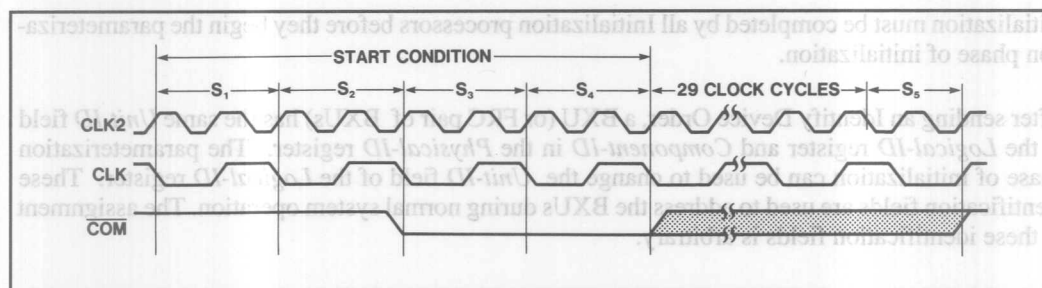 itialization must be completed by all Initialization processors before they begin the parameteriza-
on phase of initialization.
START CONDITION
S₁ S₂ S₃ S₄ 29 CLOCK CYCLES S₅
CLK2
fter sending an Identify Device Order, a BXU (or FRC pair of BXUs) has the same Unit-ID field
the Logical-ID register and Component-ID in the Physical-ID register. The parameterization
CLK
ase of initialization can be used to change the Unit-ID field of the Logical-ID register. These
entification fields are used to address the BXUs during normal system operation. The assignment
COM
these identification fields is arbitrary.